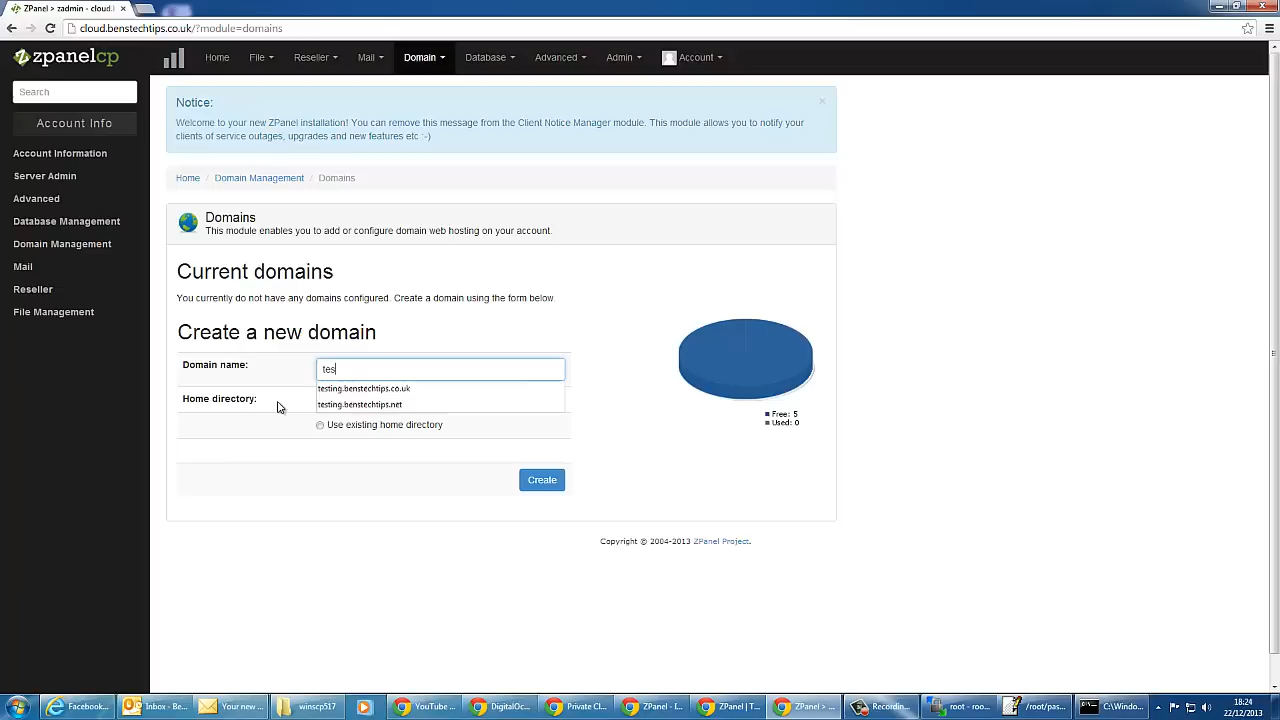 ZPanel > zadmin - cloud.
cloud.benstechtips.co.uk/?module=domains
zpanelcp
Home
File
Reseller
Mail
Domain
Database
Advanced
Admin
Account
Search
Account Info
Account Information
Server Admin
Advanced
Database Management
Domain Management
Mail
Reseller
File Management
Notice:
Welcome to your new ZPanel installation! You can remove this message from the Client Notice Manager module. This module allows you to notify your
clients of service outages, upgrades and new features etc :-)
Home / Domain Management / Domains
Domains
This module enables you to add or configure domain web hosting on your account.
Current domains
You currently do not have any domains configured. Create a domain using the form below.
Create a new domain
Domain name:
tes
testing.benstechtips.co.uk
testing.benstechtips.net
Home directory:
Use existing home directory
Create
Free: 5
Used: 0
Copyright © 2004-2013 ZPanel Project.
Facebook...
Inbox - Be...
Your new ...
winscp517
YouTube ...
DigitalOc...
Private Cl...
ZPanel - I...
ZPanel | T...
ZPanel > ...
Recordin...
root - roo...
/root/pas...
C:\Windo...
18:24
22/12/2013